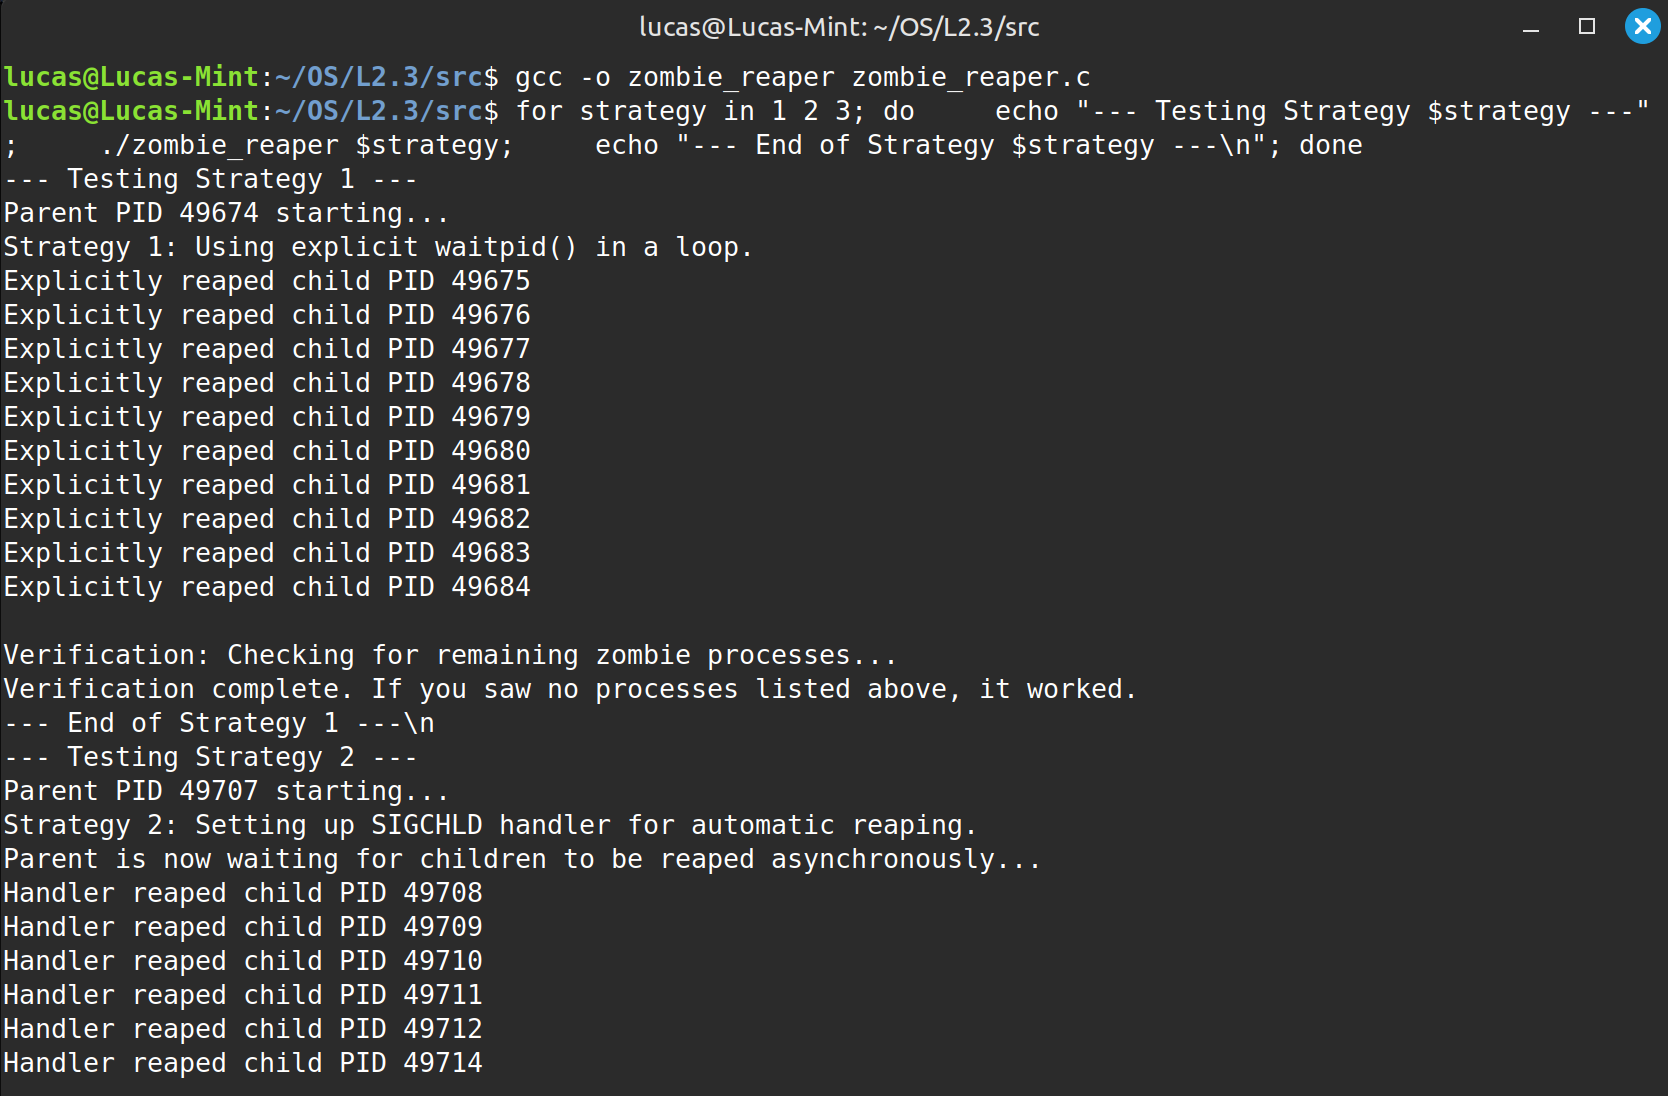 lucas@Lucas-Mint: ~/OS/L2.3/src
lucas@Lucas-Mint:~/OS/L2.3/src$ gcc -o zombie_reaper zombie_reaper.c
lucas@Lucas-Mint:~/OS/L2.3/src$ for strategy in 1 2 3; do     echo "--- Testing Strategy $strategy ---"
;     ./zombie_reaper $strategy;     echo "--- End of Strategy $strategy ---\n"; done
--- Testing Strategy 1 ---
Parent PID 49674 starting...
Strategy 1: Using explicit waitpid() in a loop.
Explicitly reaped child PID 49675
Explicitly reaped child PID 49676
Explicitly reaped child PID 49677
Explicitly reaped child PID 49678
Explicitly reaped child PID 49679
Explicitly reaped child PID 49680
Explicitly reaped child PID 49681
Explicitly reaped child PID 49682
Explicitly reaped child PID 49683
Explicitly reaped child PID 49684
Verification: Checking for remaining zombie processes...
Verification complete. If you saw no processes listed above, it worked.
--- End of Strategy 1 ---\n
--- Testing Strategy 2 ---
Parent PID 49707 starting...
Strategy 2: Setting up SIGCHLD handler for automatic reaping.
Parent is now waiting for children to be reaped asynchronously...
Handler reaped child PID 49708
Handler reaped child PID 49709
Handler reaped child PID 49710
Handler reaped child PID 49711
Handler reaped child PID 49712
Handler reaped child PID 49714